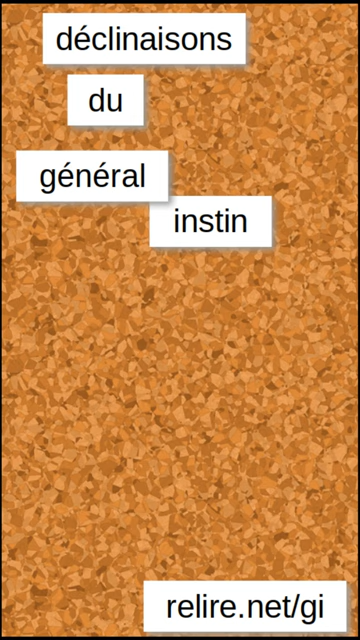 déclinaisons
du
général
instin
relire.net/gi